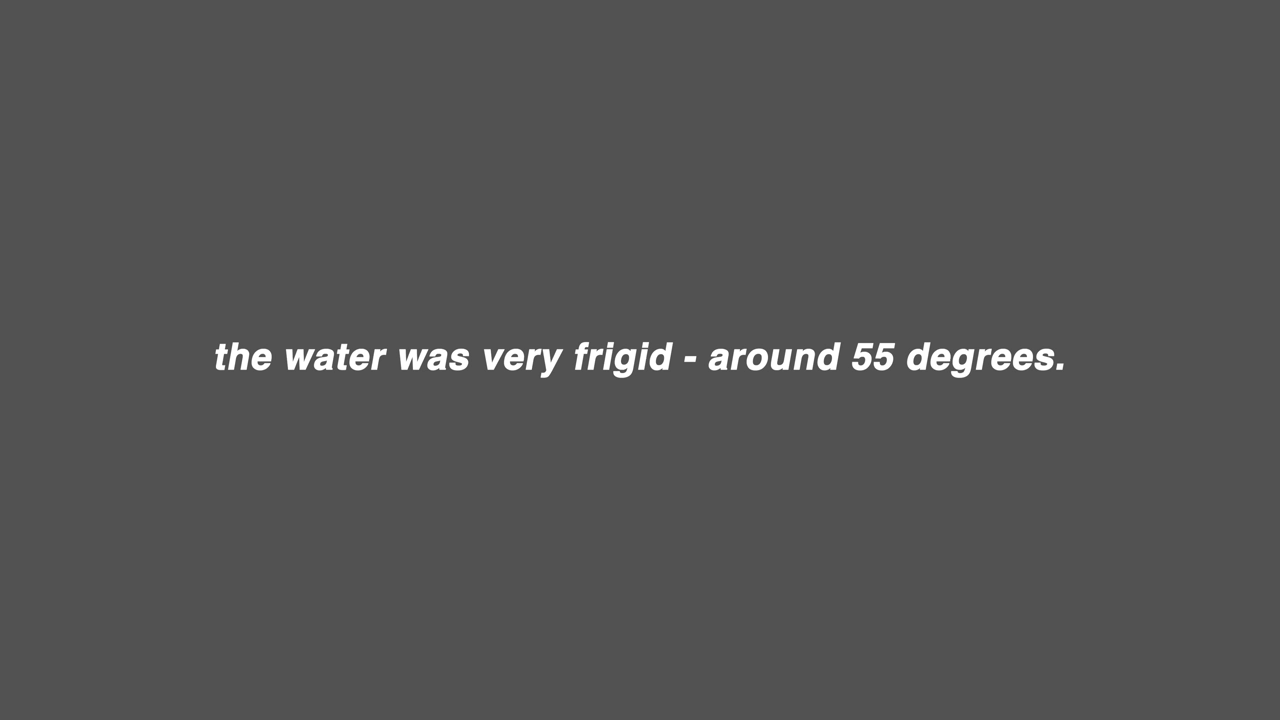 the water was very frigid - around 55 degrees.